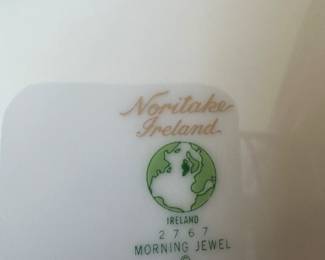 Noritake
Ireland
IRELAND
2767
MORNING JEWEL
©